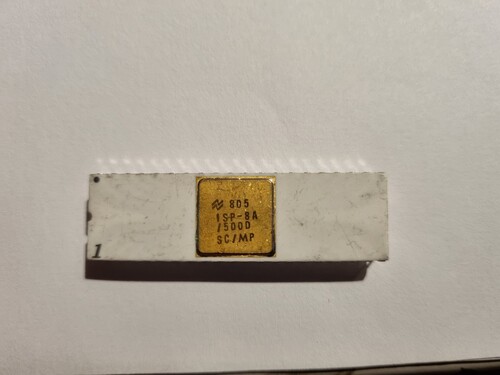 805
ISP-8A
/500D
SC/MP
1